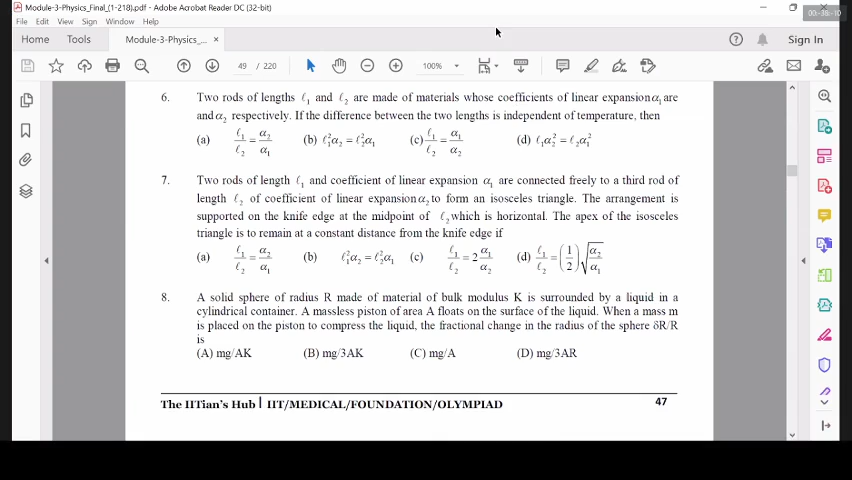 Module-3-Physics_Final_(1-218).pdf - Adobe Acrobat Reader DC (32-bit)
00:-36:-10
File Edit View Sign Window Help
Home Tools Module-3-Physics_... × Sign In
49 / 220 100%
6. Two rods of lengths ℓ₁ and ℓ₂ are made of materials whose coefficients of linear expansion α₁ are
and α₂ respectively. If the difference between the two lengths is independent of temperature, then
(a) ℓ₁/ℓ₂ = α₂/α₁ (b) ℓ₁²α₂ = ℓ₂²α₁ (c) ℓ₁/ℓ₂ = α₁/α₂ (d) ℓ₁α₂² = ℓ₂α₁²
7. Two rods of length ℓ₁ and coefficient of linear expansion α₁ are connected freely to a third rod of
length ℓ₂ of coefficient of linear expansion α₂ to form an isosceles triangle. The arrangement is
supported on the knife edge at the midpoint of ℓ₂ which is horizontal. The apex of the isosceles
triangle is to remain at a constant distance from the knife edge if
(a) ℓ₁/ℓ₂ = α₂/α₁ (b) ℓ₁²α₂ = ℓ₂²α₁ (c) ℓ₁/ℓ₂ = 2 α₁/α₂ (d) ℓ₁/ℓ₂ = (1/2) √(α₂/α₁)
8. A solid sphere of radius R made of material of bulk modulus K is surrounded by a liquid in a
cylindrical container. A massless piston of area A floats on the surface of the liquid. When a mass m
is placed on the piston to compress the liquid, the fractional change in the radius of the sphere δR/R
is
(A) mg/AK (B) mg/3AK (C) mg/A (D) mg/3AR
The IITian's Hub | IIT/MEDICAL/FOUNDATION/OLYMPIAD 47